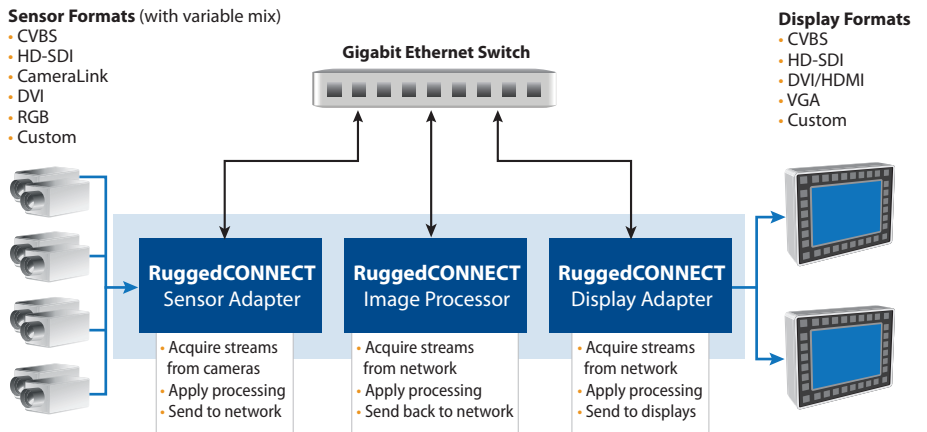 Sensor Formats (with variable mix)
• CVBS
• HD-SDI
• CameraLink
• DVI
• RGB
• Custom
Gigabit Ethernet Switch
Display Formats
• CVBS
• HD-SDI
• DVI/HDMI
• VGA
• Custom
RuggedCONNECT
Sensor Adapter
• Acquire streams
from cameras
• Apply processing
• Send to network
RuggedCONNECT
Image Processor
• Acquire streams
from network
• Apply processing
• Send back to network
RuggedCONNECT
Display Adapter
• Acquire streams
from network
• Apply processing
• Send to displays